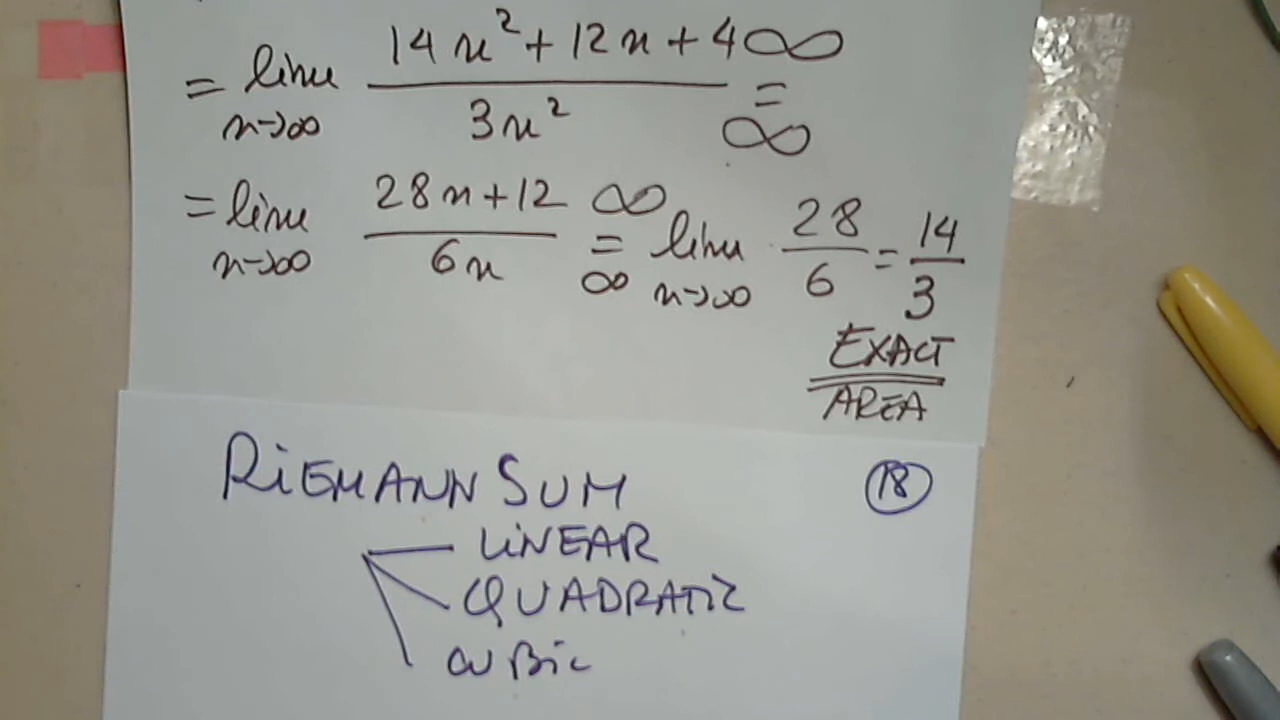 = lim n→∞ (14n² + 12n + 4) / (3n²) ∞ = ∞
= lim n→∞ (28n + 12) / (6n) ∞ = ∞ lim n→∞ 28/6 = 14/3
EXACT
AREA
RIEMANN SUM 18
LINEAR
QUADRATIC
CUBIC